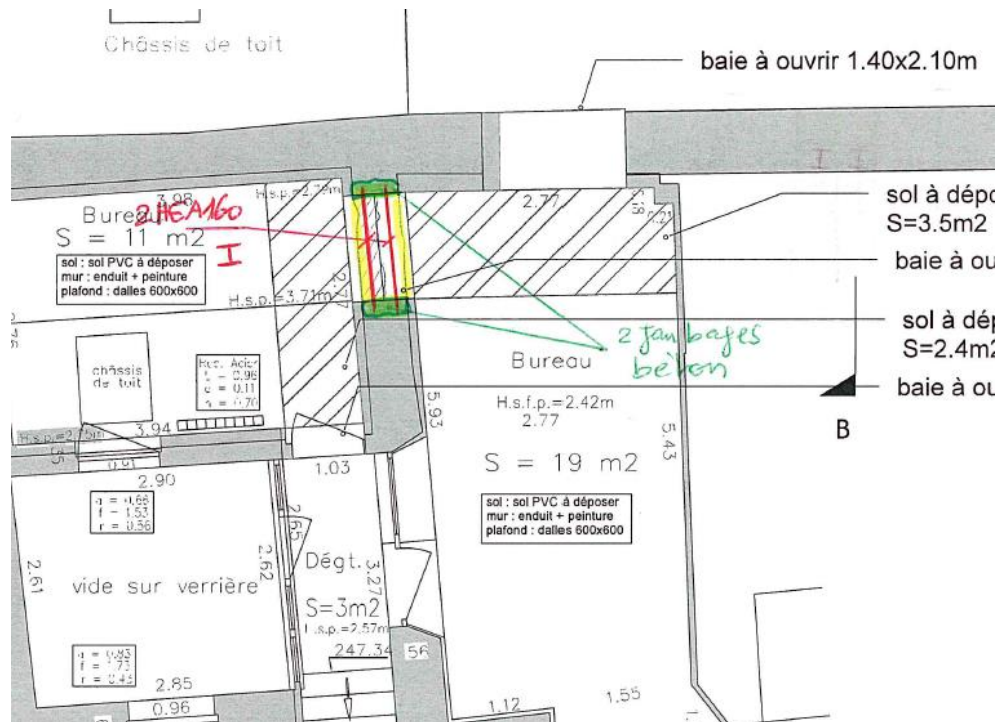 Châssis de toit
baie à ouvrir 1.40x2.10m
H.s.p.=2.79m
3.98
Bureau
2HEA160
S = 11 m2
I
sol : sol PVC à déposer
mur : enduit + peinture
plafond : dalles 600x600
2.77
2.77
sol à dépo
S=3.5m2
baie à ou
H.s.p.=3.71m
sol à dép
S=2.4m2
baie à ou
2 jambages
béton
Bureau
châssis
de toit
H.s.f.p.=2.42m
2.77
5.93
5.43
B
S = 19 m2
3.94
0.91
2.90
1.03
sol : sol PVC à déposer
mur : enduit + peinture
plafond : dalles 600x600
2.61
2.62
2.65
vide sur verrière
Dégt.
3.27
S=3m2
247.34
56
2.85
0.96
1.12
1.55